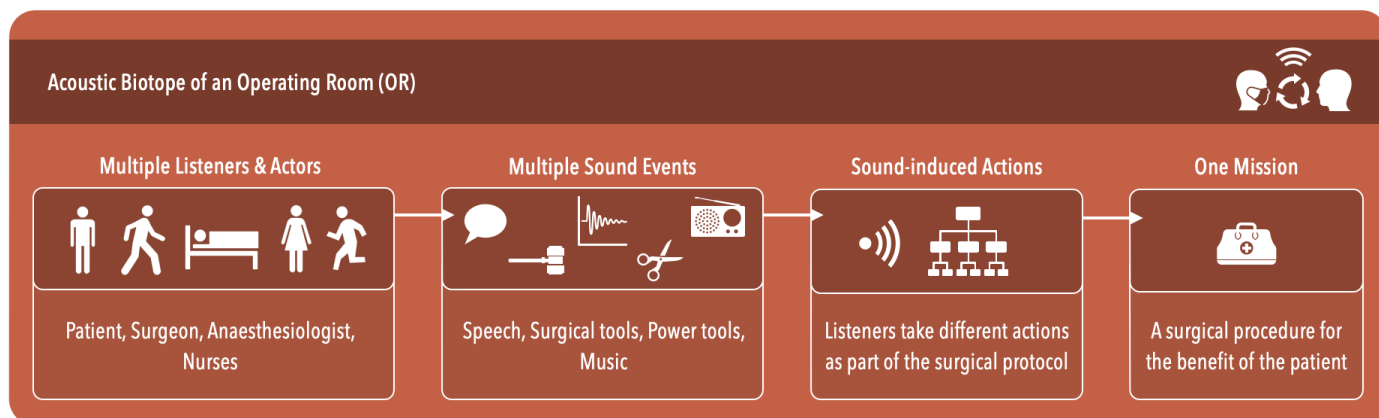 Acoustic Biotope of an Operating Room (OR)
Multiple Listeners & Actors
Patient, Surgeon, Anaesthesiologist,
Nurses
Multiple Sound Events
Speech, Surgical tools, Power tools,
Music
Sound-induced Actions
Listeners take different actions
as part of the surgical protocol
One Mission
A surgical procedure for
the benefit of the patient